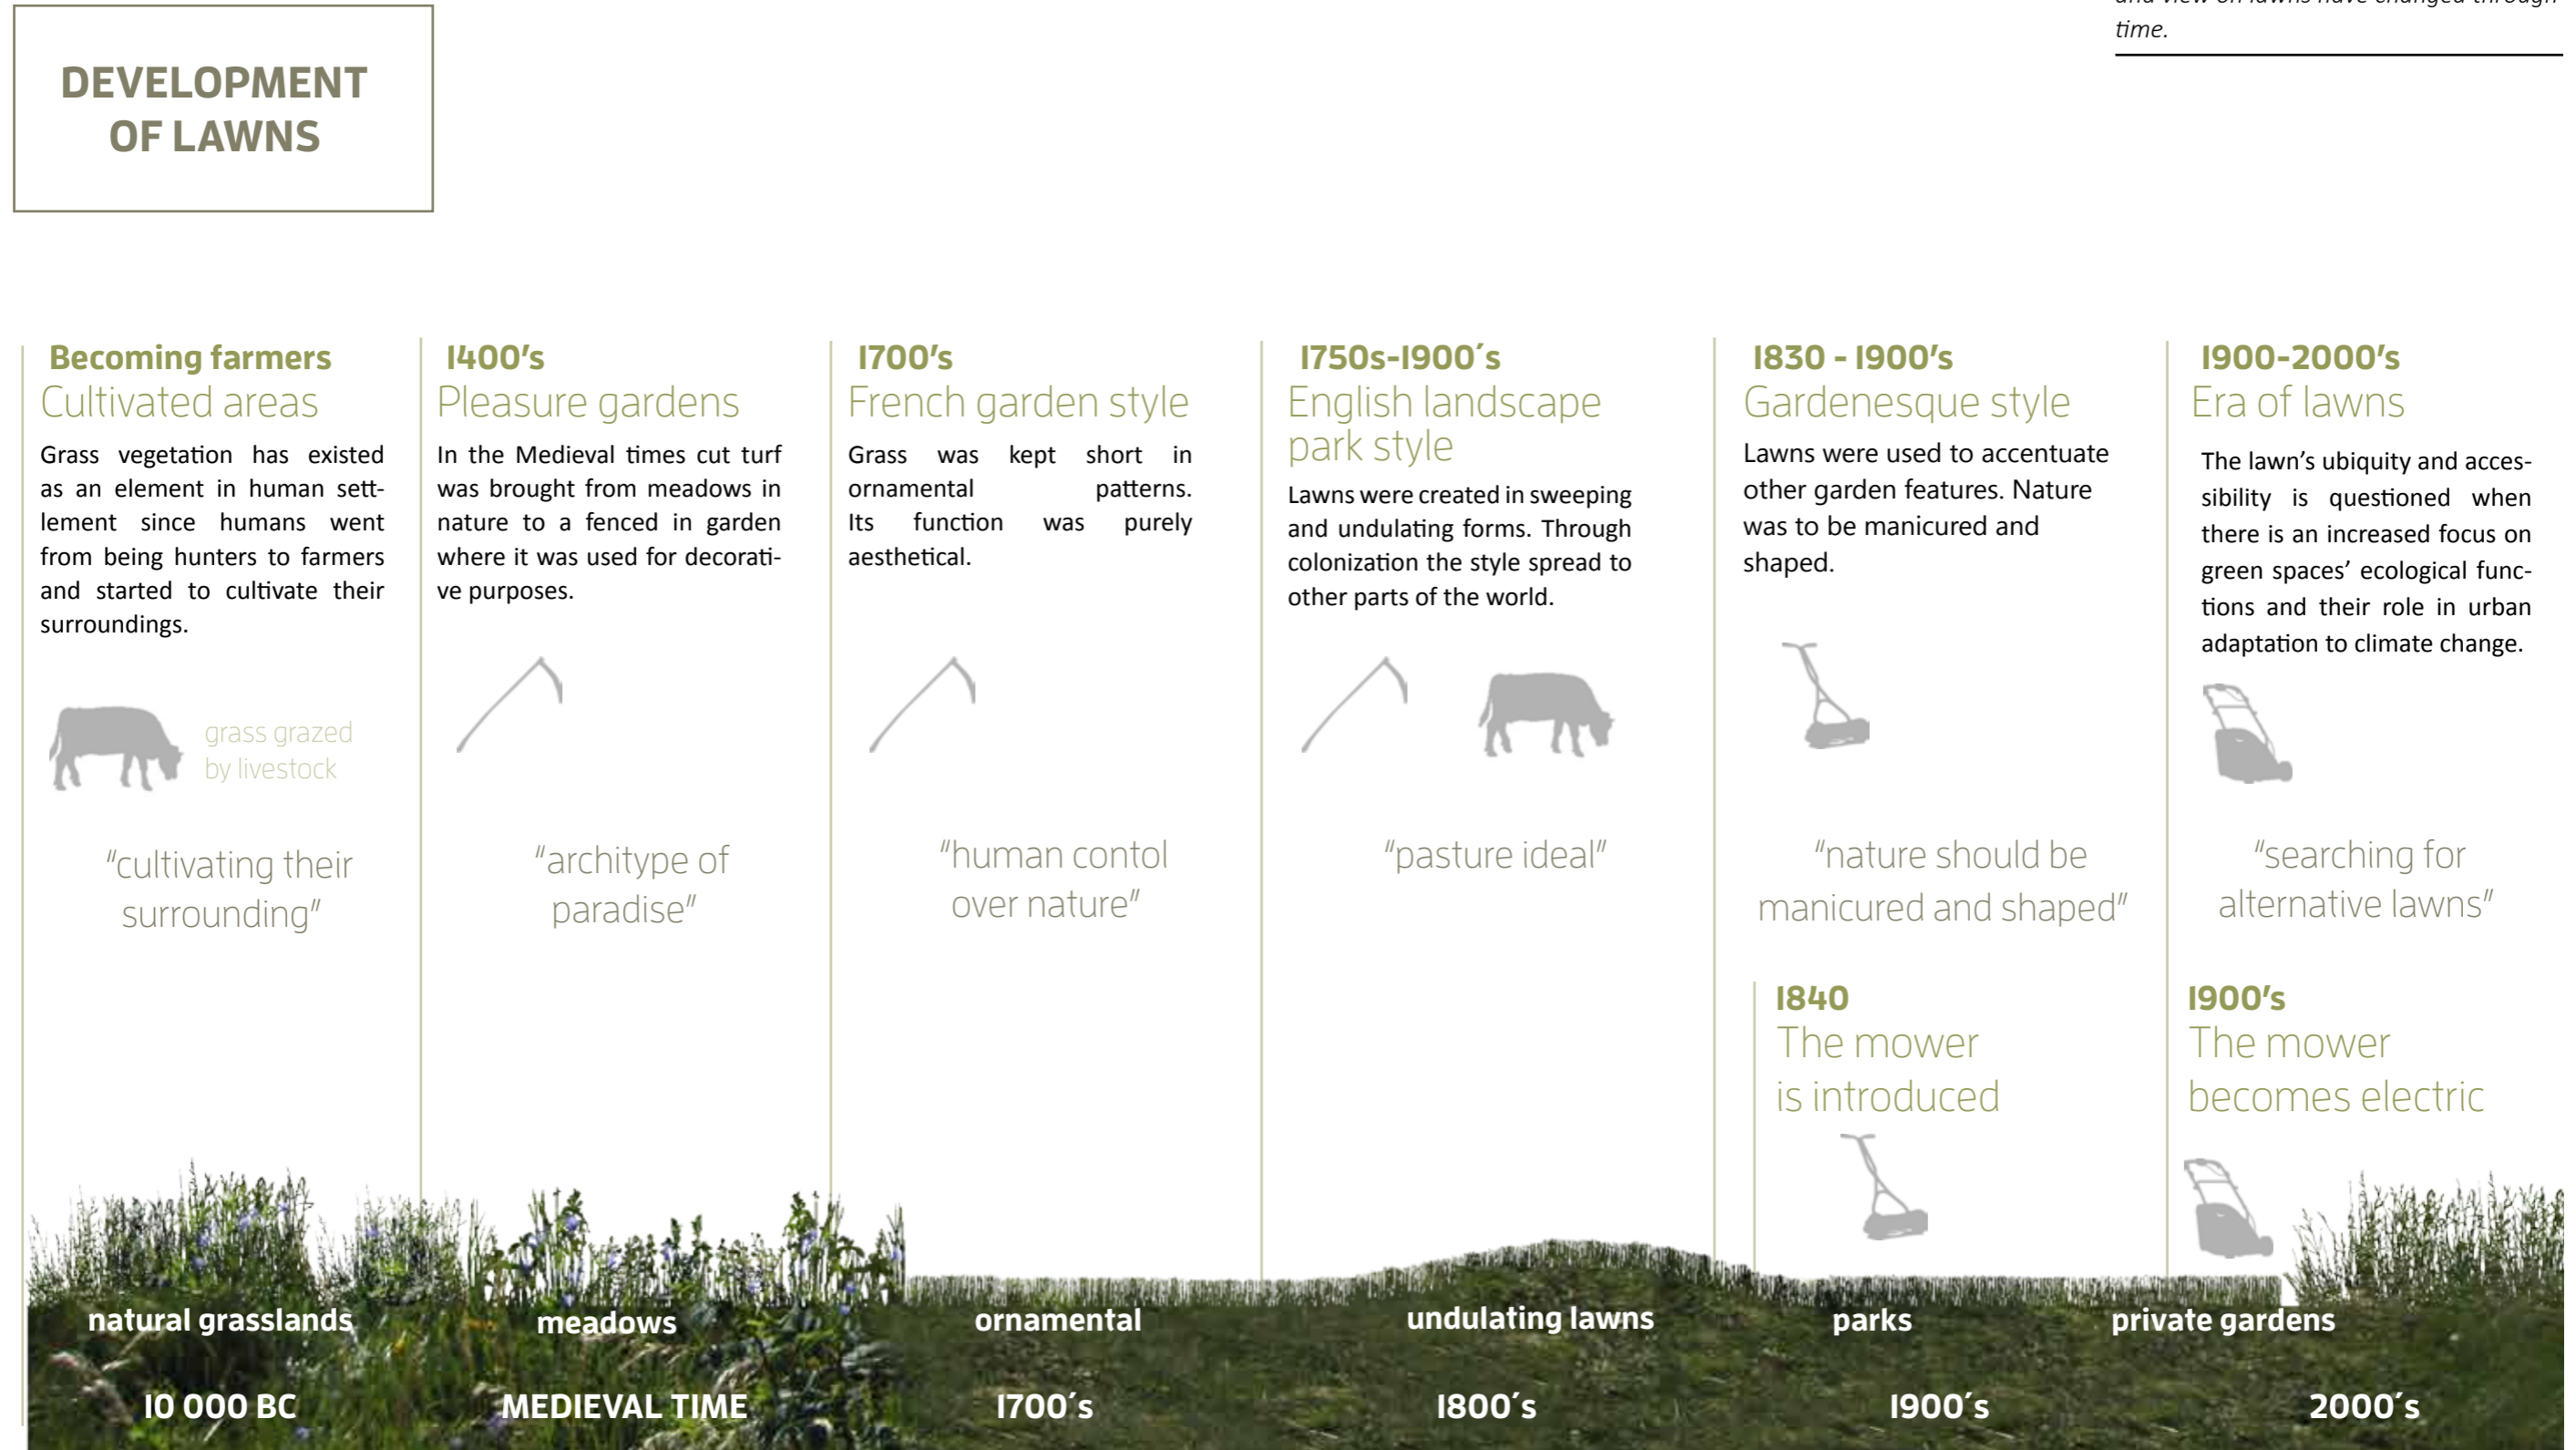 time.
DEVELOPMENT
OF LAWNS
Becoming farmers
Cultivated areas
Grass vegetation has existed
as an element in human sett-
lement since humans went
from being hunters to farmers
and started to cultivate their
surroundings.
grass grazed
by livestock
"cultivating their
surrounding"
1400's
Pleasure gardens
In the Medieval times cut turf
was brought from meadows in
nature to a fenced in garden
where it was used for decorati-
ve purposes.
"architype of
paradise"
1700's
French garden style
Grass was kept short in
ornamental patterns.
Its function was purely
aesthetical.
"human contol
over nature"
1750s-1900´s
English landscape
park style
Lawns were created in sweeping
and undulating forms. Through
colonization the style spread to
other parts of the world.
"pasture ideal"
1830 - 1900's
Gardenesque style
Lawns were used to accentuate
other garden features. Nature
was to be manicured and
shaped.
"nature should be
manicured and shaped"
1840
The mower
is introduced
1900-2000's
Era of lawns
The lawn's ubiquity and acces-
sibility is questioned when
there is an increased focus on
green spaces' ecological func-
tions and their role in urban
adaptation to climate change.
"searching for
alternative lawns"
1900's
The mower
becomes electric
natural grasslands
meadows
ornamental
undulating lawns
parks
private gardens
10 000 BC
MEDIEVAL TIME
1700´s
1800´s
1900´s
2000´s